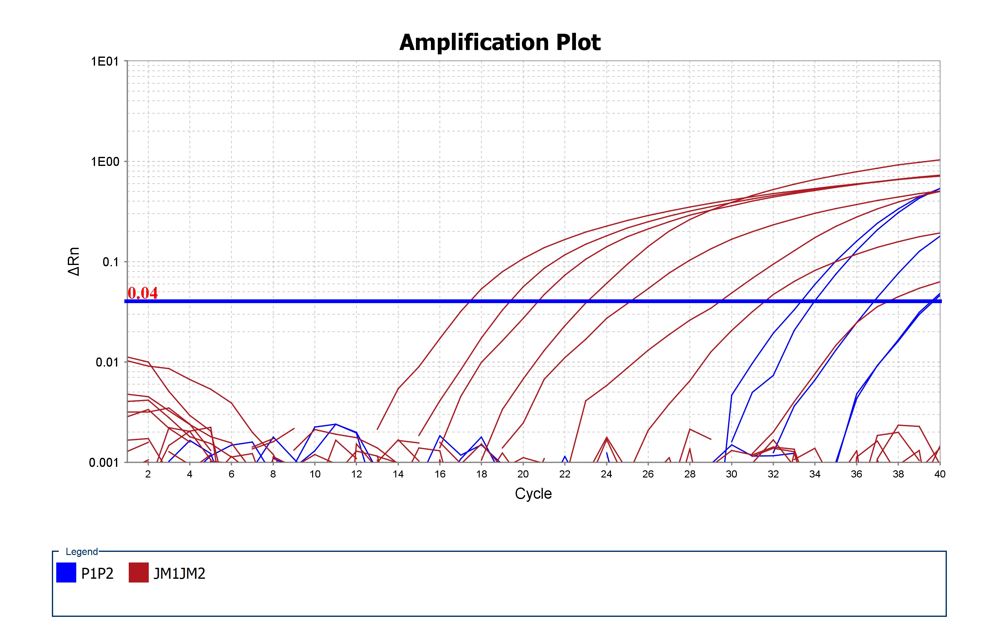 Amplification Plot
1E01
1E00
0.1
0.01
0.001
ΔRn
0.04
2 4 6 8 10 12 14 16 18 20 22 24 26 28 30 32 34 36 38 40
Cycle
Legend
P1P2 JM1JM2